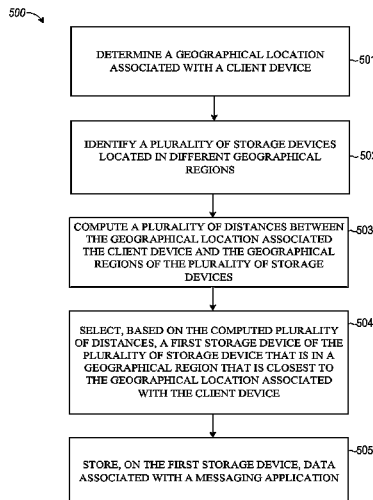 500
DETERMINE A GEOGRAPHICAL LOCATION
ASSOCIATED WITH A CLIENT DEVICE
501
IDENTIFY A PLURALITY OF STORAGE DEVICES
LOCATED IN DIFFERENT GEOGRAPHICAL
REGIONS
502
COMPUTE A PLURALITY OF DISTANCES BETWEEN
THE GEOGRAPHICAL LOCATION ASSOCIATED
THE CLIENT DEVICE AND THE GEOGRAPHICAL
REGIONS OF THE PLURALITY OF STORAGE
DEVICES
503
SELECT, BASED ON THE COMPUTED PLURALITY
OF DISTANCES, A FIRST STORAGE DEVICE OF THE
PLURALITY OF STORAGE DEVICE THAT IS IN A
GEOGRAPHICAL REGION THAT IS CLOSEST TO
THE GEOGRAPHICAL LOCATION ASSOCIATED
WITH THE CLIENT DEVICE
504
STORE, ON THE FIRST STORAGE DEVICE, DATA
ASSOCIATED WITH A MESSAGING APPLICATION
505